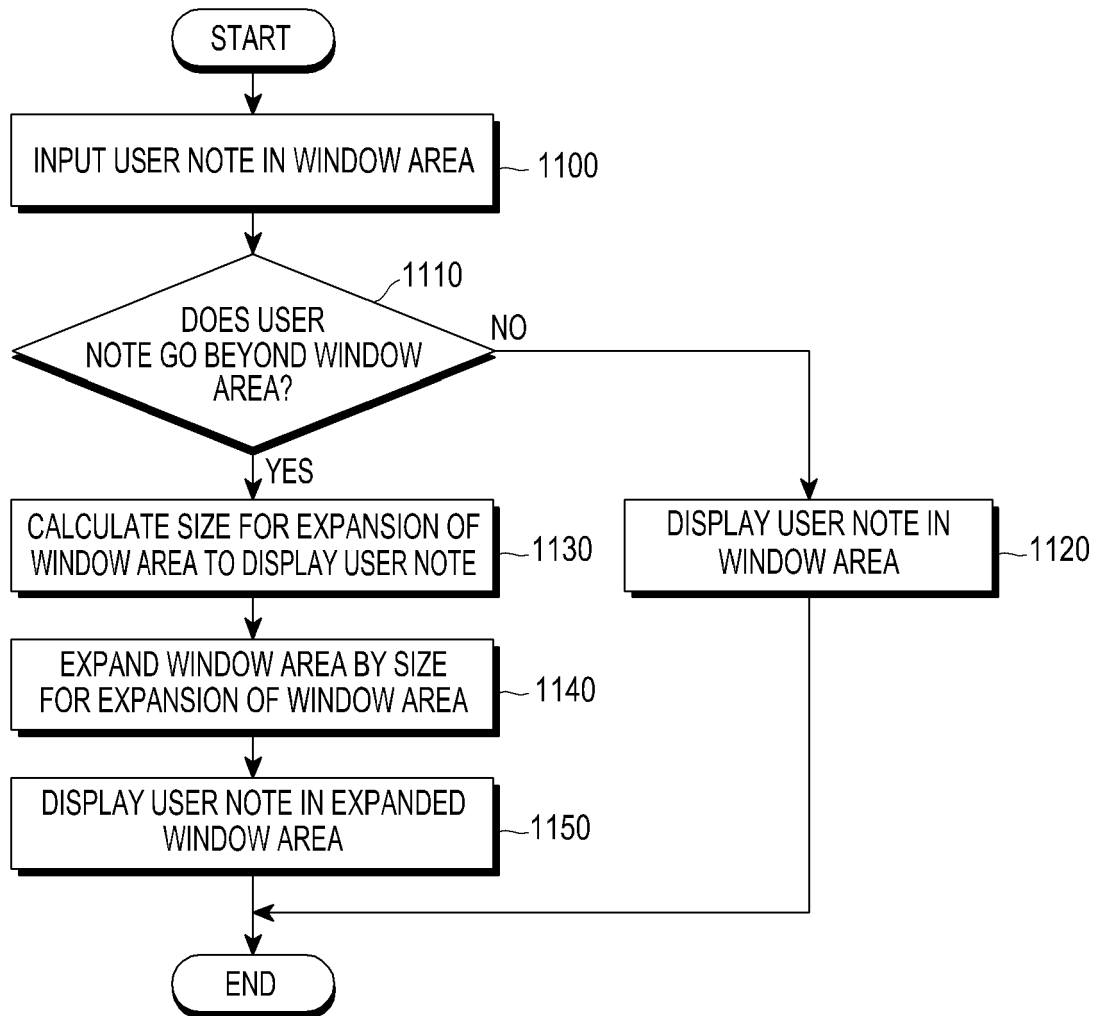 START
INPUT USER NOTE IN WINDOW AREA
1100
1110
DOES USER
NOTE GO BEYOND WINDOW
AREA?
NO
YES
CALCULATE SIZE FOR EXPANSION OF
WINDOW AREA TO DISPLAY USER NOTE
1130
DISPLAY USER NOTE IN
WINDOW AREA
1120
EXPAND WINDOW AREA BY SIZE
FOR EXPANSION OF WINDOW AREA
1140
DISPLAY USER NOTE IN EXPANDED
WINDOW AREA
1150
END